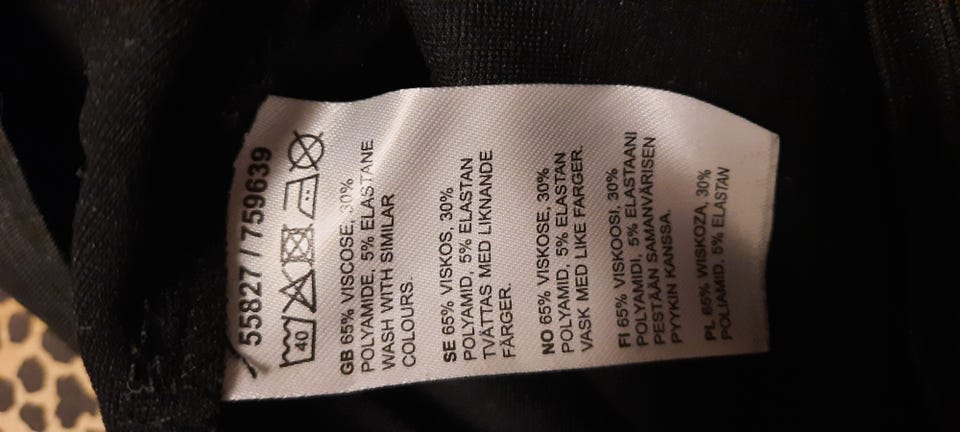 55827 / 759639
40
GB 65% VISCOSE, 30%
POLYAMIDE, 5% ELASTANE
WASH WITH SIMILAR
COLOURS.
SE 65% VISKOS, 30%
POLYAMID, 5% ELASTAN
TVÄTTAS MED LIKNANDE
FÄRGER.
NO 65% VISKOSE, 30%
POLYAMID, 5% ELASTAN
VASK MED LIKE FARGER.
FI 65% VISKOOSI, 30%
POLYAMIDI, 5% ELASTAANI
PESTÄÄN SAMANVÄRISEN
PYYKIN KANSSA.
PL 65% WISKOZA, 30%
POLIAMID, 5% ELASTAN